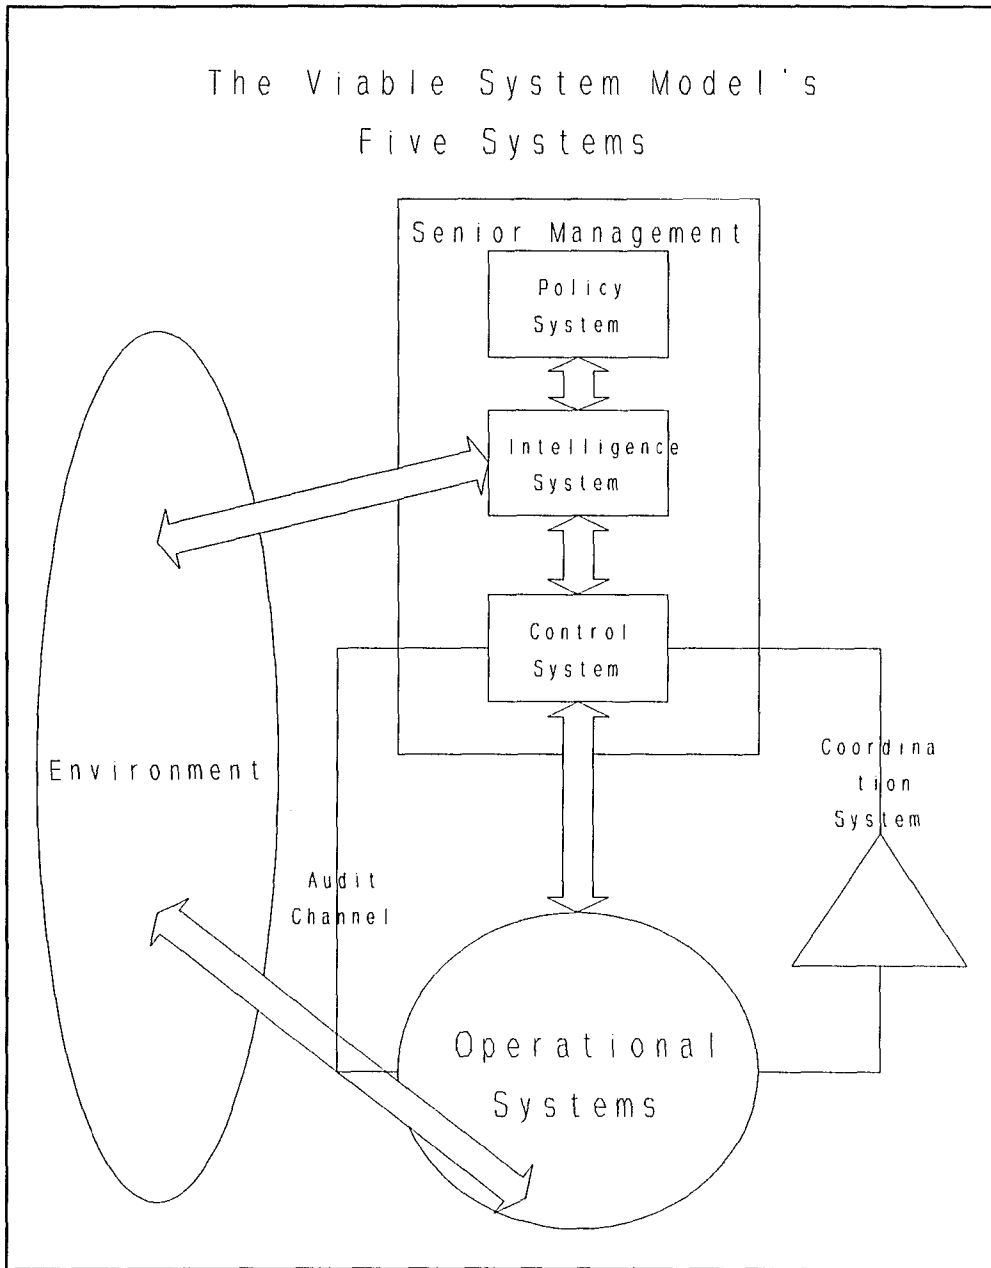 The Viable System Model's
Five Systems
Senior Management
Policy
System
Intelligence
System
Control
System
Environment
Coordina
tion
System
Audit
Channel
Operational
Systems